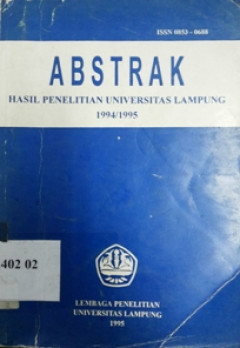 ISSN 0853 - 0688
ABSTRAK
HASIL PENELITIAN UNIVERSITAS LAMPUNG
1994/1995
402 02
LEMBAGA PENELITIAN
UNIVERSITAS LAMPUNG
1995